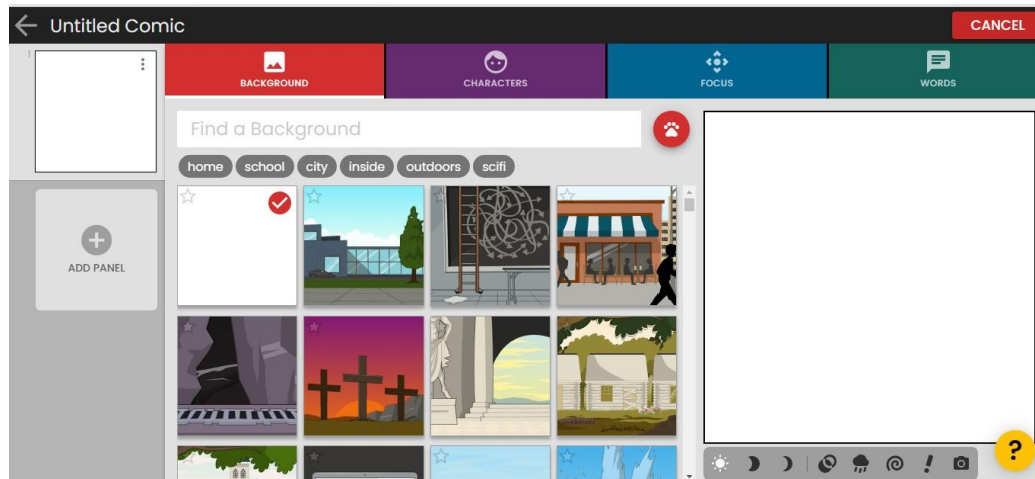 Untitled Comic
CANCEL
1
BACKGROUND
CHARACTERS
FOCUS
WORDS
Find a Background
home school city inside outdoors scifi
ADD PANEL
?